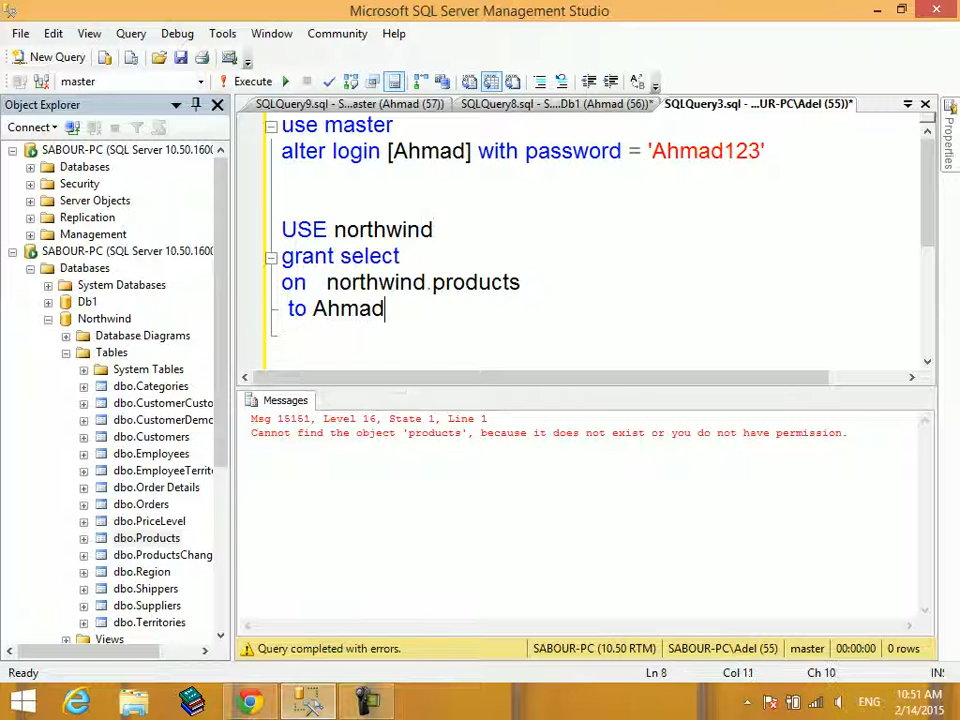 Microsoft SQL Server Management Studio
File Edit View Query Debug Tools Window Community Help
New Query
master Execute
Object Explorer
SQLQuery9.sql - S...aster (Ahmad (57)) SQLQuery8.sql - S....Db1 (Ahmad (56))* SQLQuery3.sql - ...UR-PC\Adel (55))*
Properties
Connect
SABOUR-PC (SQL Server 10.50.1600
Databases
Security
Server Objects
Replication
Management
SABOUR-PC (SQL Server 10.50.1600
Databases
System Databases
Db1
Northwind
Database Diagrams
Tables
System Tables
dbo.Categories
dbo.CustomerCusto
dbo.CustomerDemo
dbo.Customers
dbo.Employees
dbo.EmployeeTerrit
dbo.Order Details
dbo.Orders
dbo.PriceLevel
dbo.Products
dbo.ProductsChang
dbo.Region
dbo.Shippers
dbo.Suppliers
dbo.Territories
Views
use master
alter login [Ahmad] with password = 'Ahmad123'
USE northwind
grant select
on northwind.products
to Ahmad
Messages
Msg 15151, Level 16, State 1, Line 1
Cannot find the object 'products', because it does not exist or you do not have permission.
Query completed with errors. SABOUR-PC (10.50 RTM) SABOUR-PC\Adel (55) master 00:00:00 0 rows
Ready Ln 8 Col 11 Ch 10 IN
ENG 10:51 AM
2/14/2015